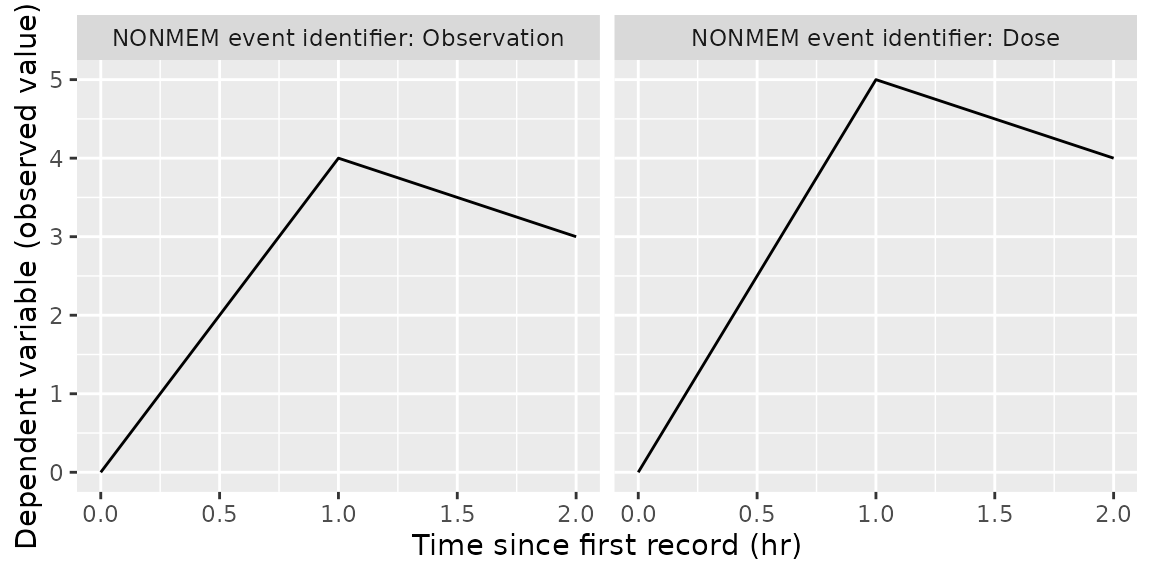 NONMEM event identifier: Observation
NONMEM event identifier: Dose
Dependent variable (observed value)
5
4
3
2
1
0
0.0 0.5 1.0 1.5 2.0
0.0 0.5 1.0 1.5 2.0
Time since first record (hr)